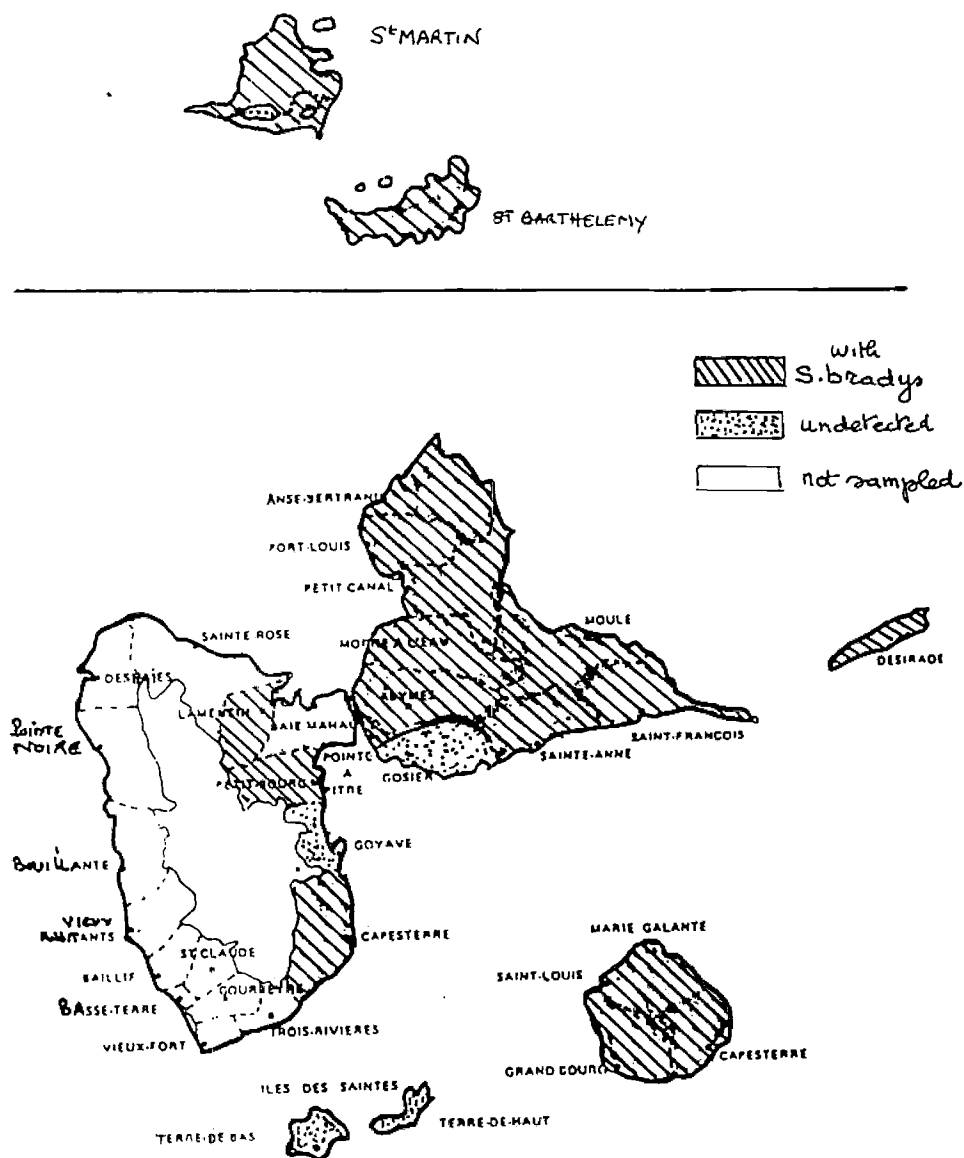 St MARTIN
ST BARTHELEMY
with
S.bradys
undetected
not sampled
ANSE-BERTRAND
PORT-LOUIS
PETIT CANAL
MORNE A L'EAU
MOULE
SAINTE ROSE
DESHAIES
LAMENTIN
BAIE MAHAU
ABYMES
DESIRADE
POINTE
NOIRE
SAINT-FRANCOIS
SAINTE-ANNE
POINTE
A
PITRE
GOSIER
PETIT-BOURG
GOYAVE
BOUILLANTE
VIEUX
HABITANTS
CAPESTERRE
MARIE GALANTE
ST CLAUDE
SAINT-LOUIS
BAILLIF
GOURBEYRE
BASSE-TERRE
TROIS-RIVIERES
VIEUX-FORT
GRAND BOURG
CAPESTERRE
ILES DES SAINTES
TERRE-DE-HAUT
TERRE-DE-BAS